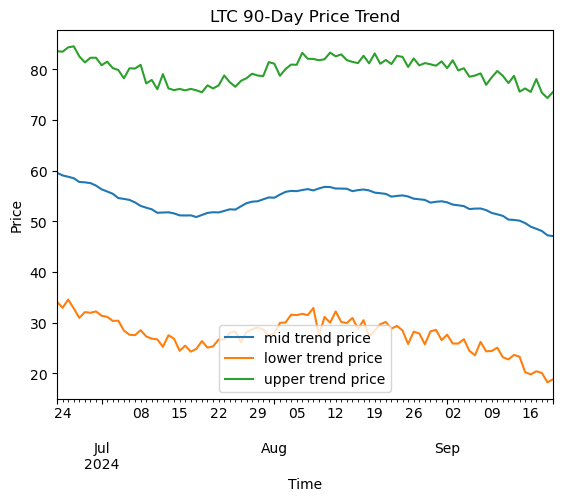 LTC 90-Day Price Trend
Price
80
70
60
50
40
30
20
mid trend price
lower trend price
upper trend price
24 08 15 22 29 05 12 19 26 02 09 16
Jul Aug Sep
2024
Time